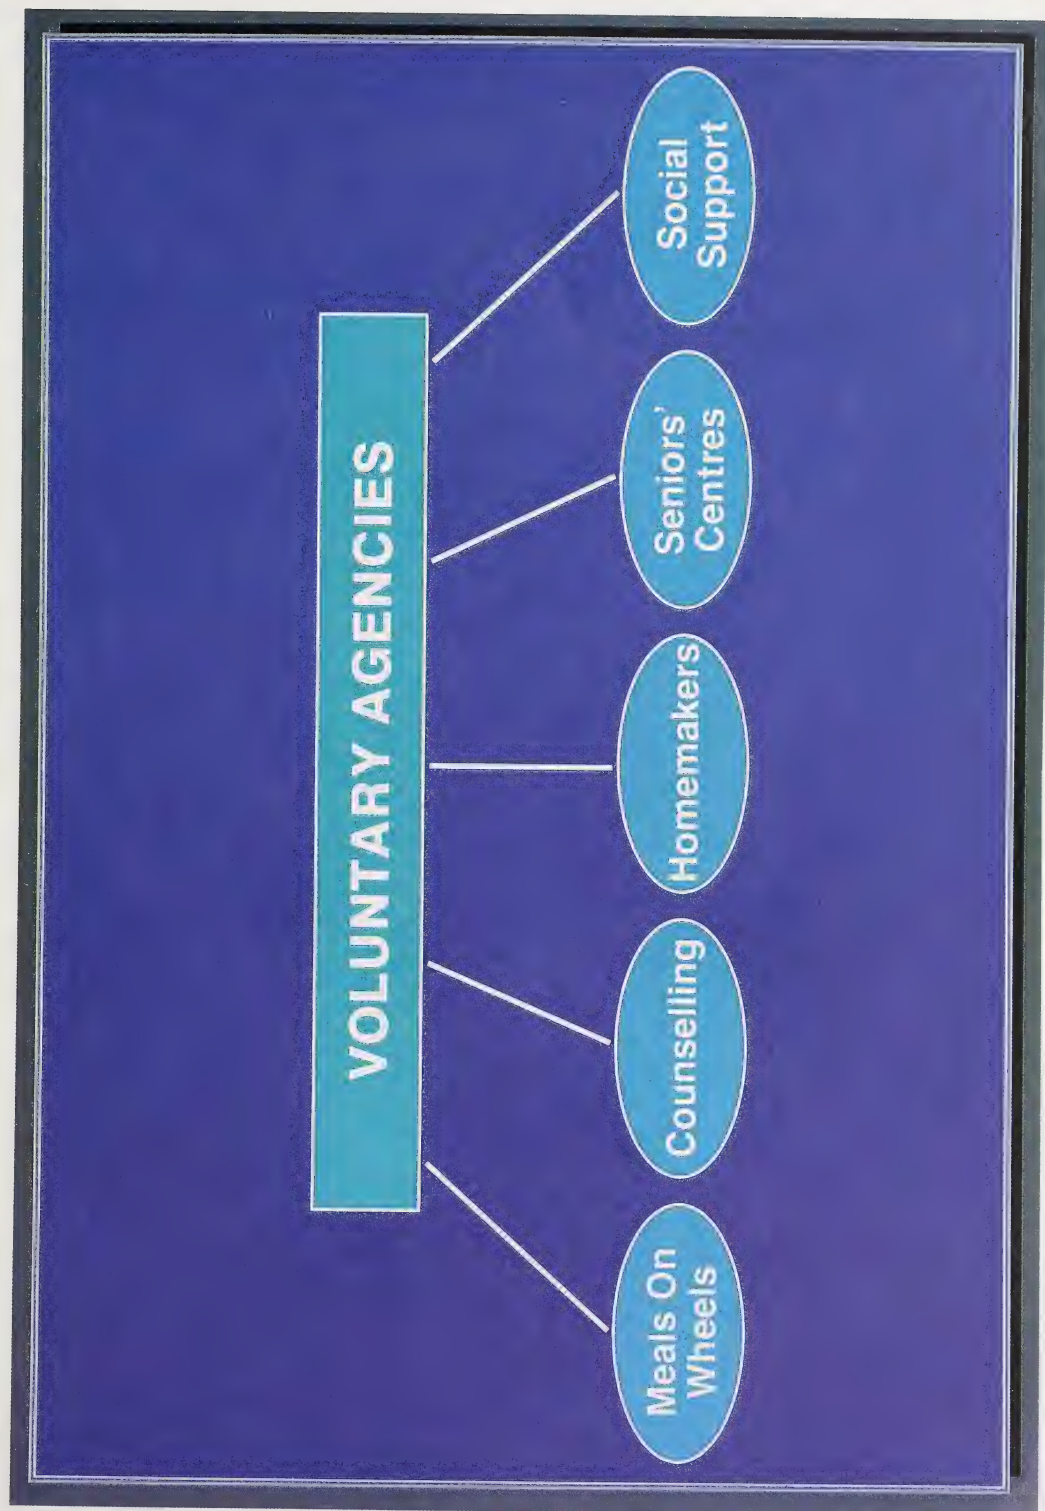 VOLUNTARY AGENCIES
Meals On
Wheels
Counselling
Homemakers
Seniors'
Centres
Social
Support